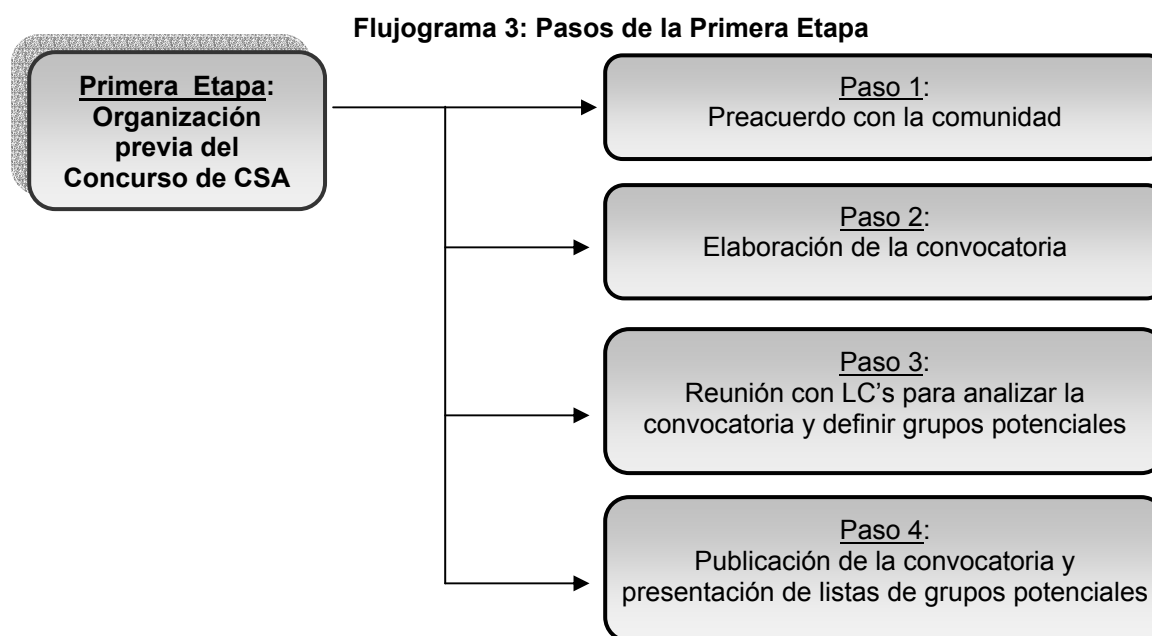 Flujograma 3: Pasos de la Primera Etapa
Primera Etapa:
Organización
previa del
Concurso de CSA
Paso 1:
Preacuerdo con la comunidad
Paso 2:
Elaboración de la convocatoria
Paso 3:
Reunión con LC’s para analizar la
convocatoria y definir grupos potenciales
Paso 4:
Publicación de la convocatoria y
presentación de listas de grupos potenciales